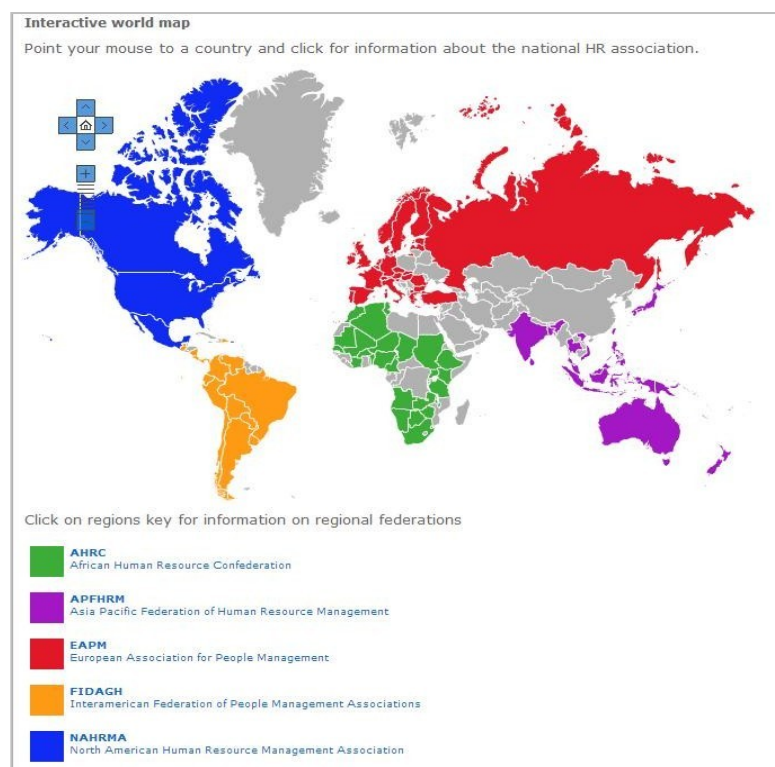 Interactive world map
Point your mouse to a country and click for information about the national HR association.
Click on regions key for information on regional federations
AHRC
African Human Resource Confederation
APFHRM
Asia Pacific Federation of Human Resource Management
EAPM
European Association for People Management
FIDAGH
Interamerican Federation of People Management Associations
NAHRMA
North American Human Resource Management Association